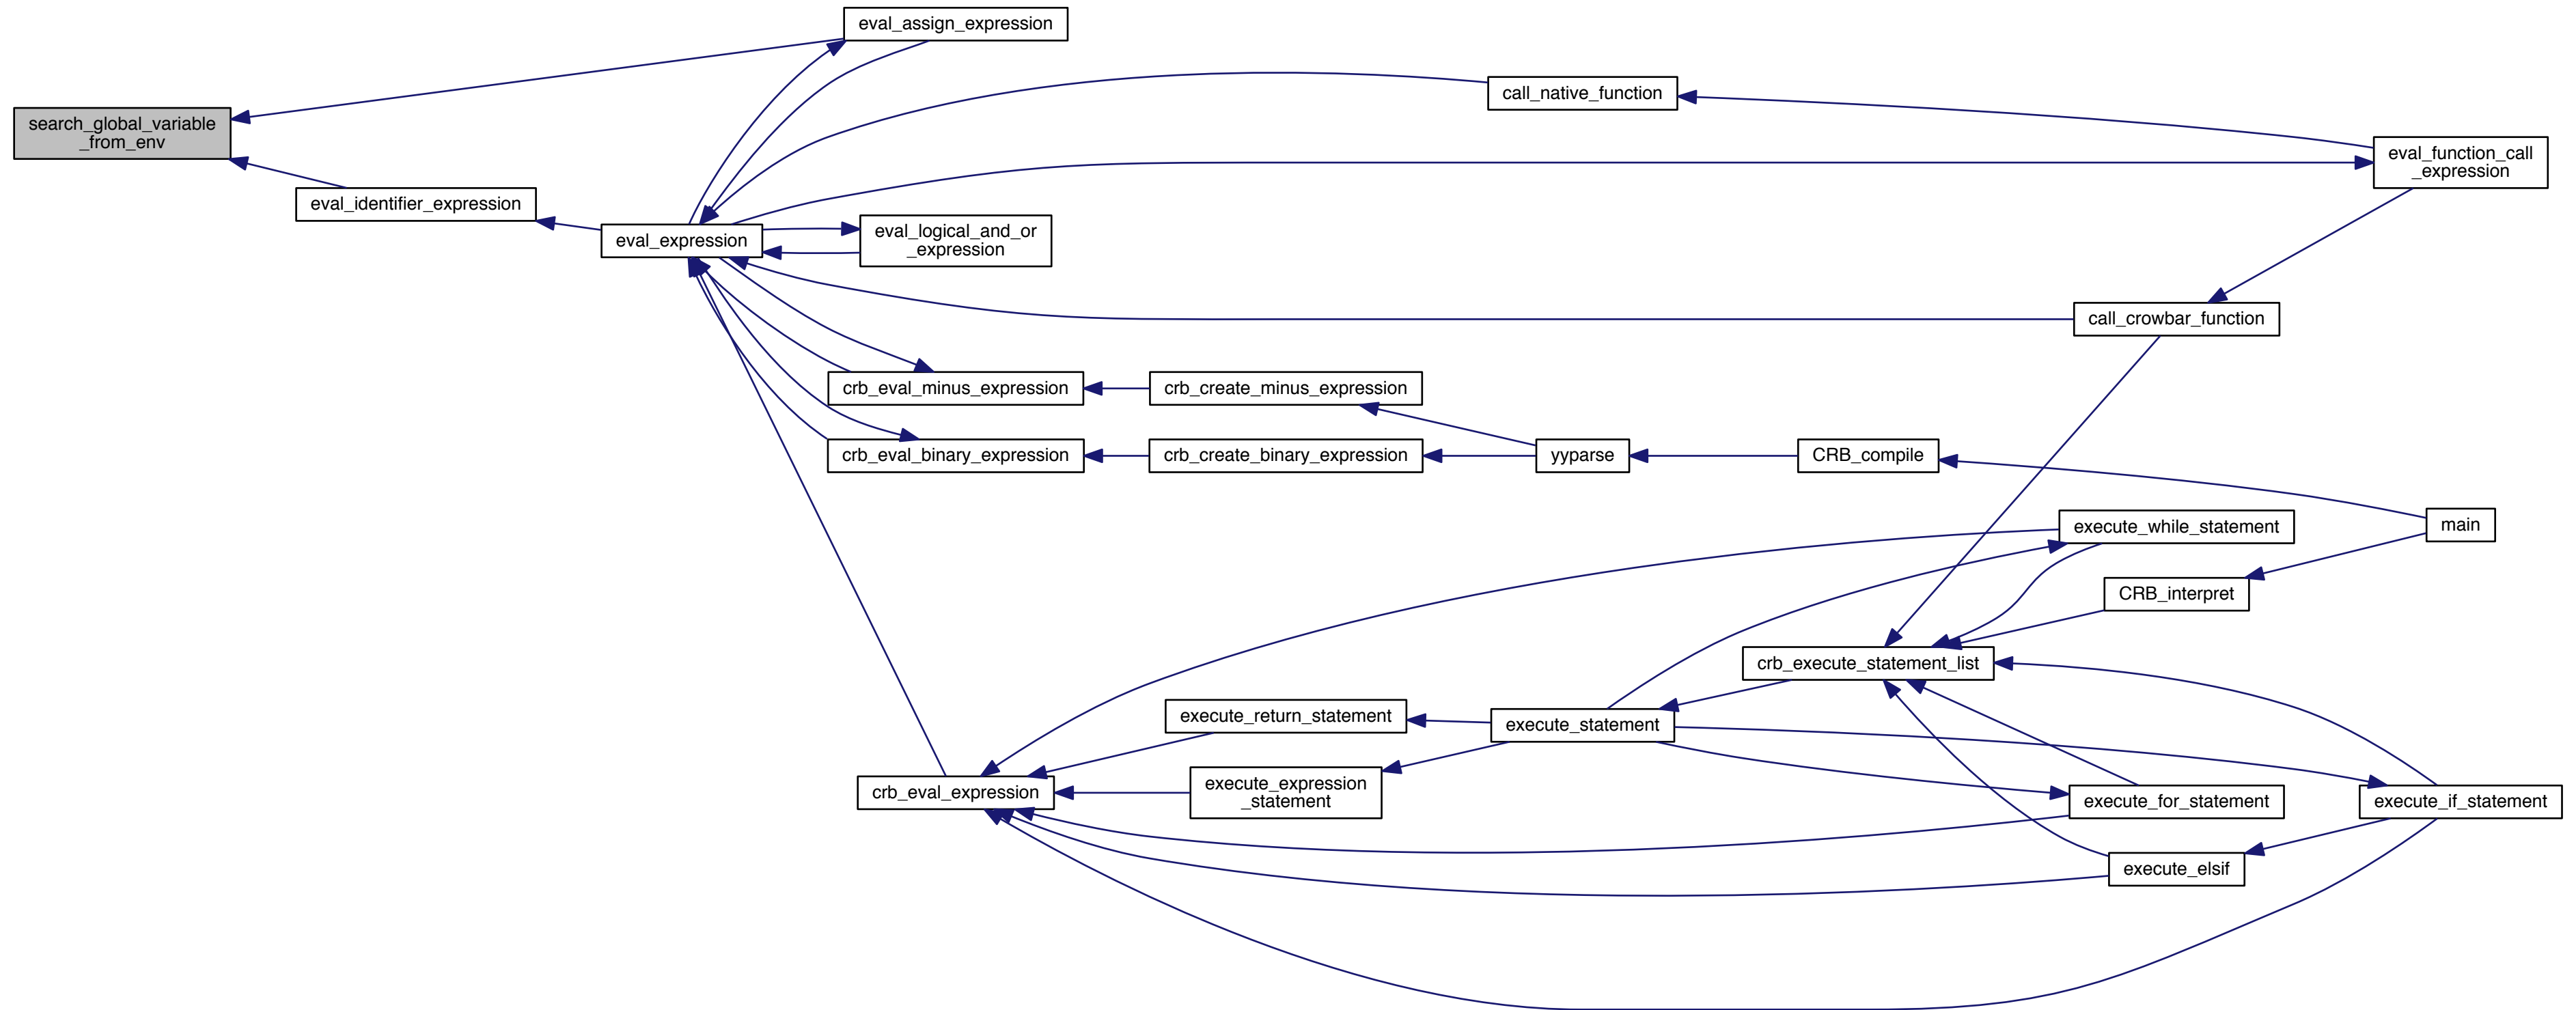 eval_assign_expression
call_native_function
search_global_variable
_from_env
eval_function_call
_expression
eval_identifier_expression
eval_expression
eval_logical_and_or
_expression
call_crowbar_function
crb_eval_minus_expression
crb_create_minus_expression
crb_eval_binary_expression
crb_create_binary_expression
yyparse
CRB_compile
execute_while_statement
main
CRB_interpret
crb_execute_statement_list
execute_return_statement
execute_statement
crb_eval_expression
execute_expression
_statement
execute_for_statement
execute_if_statement
execute_elsif